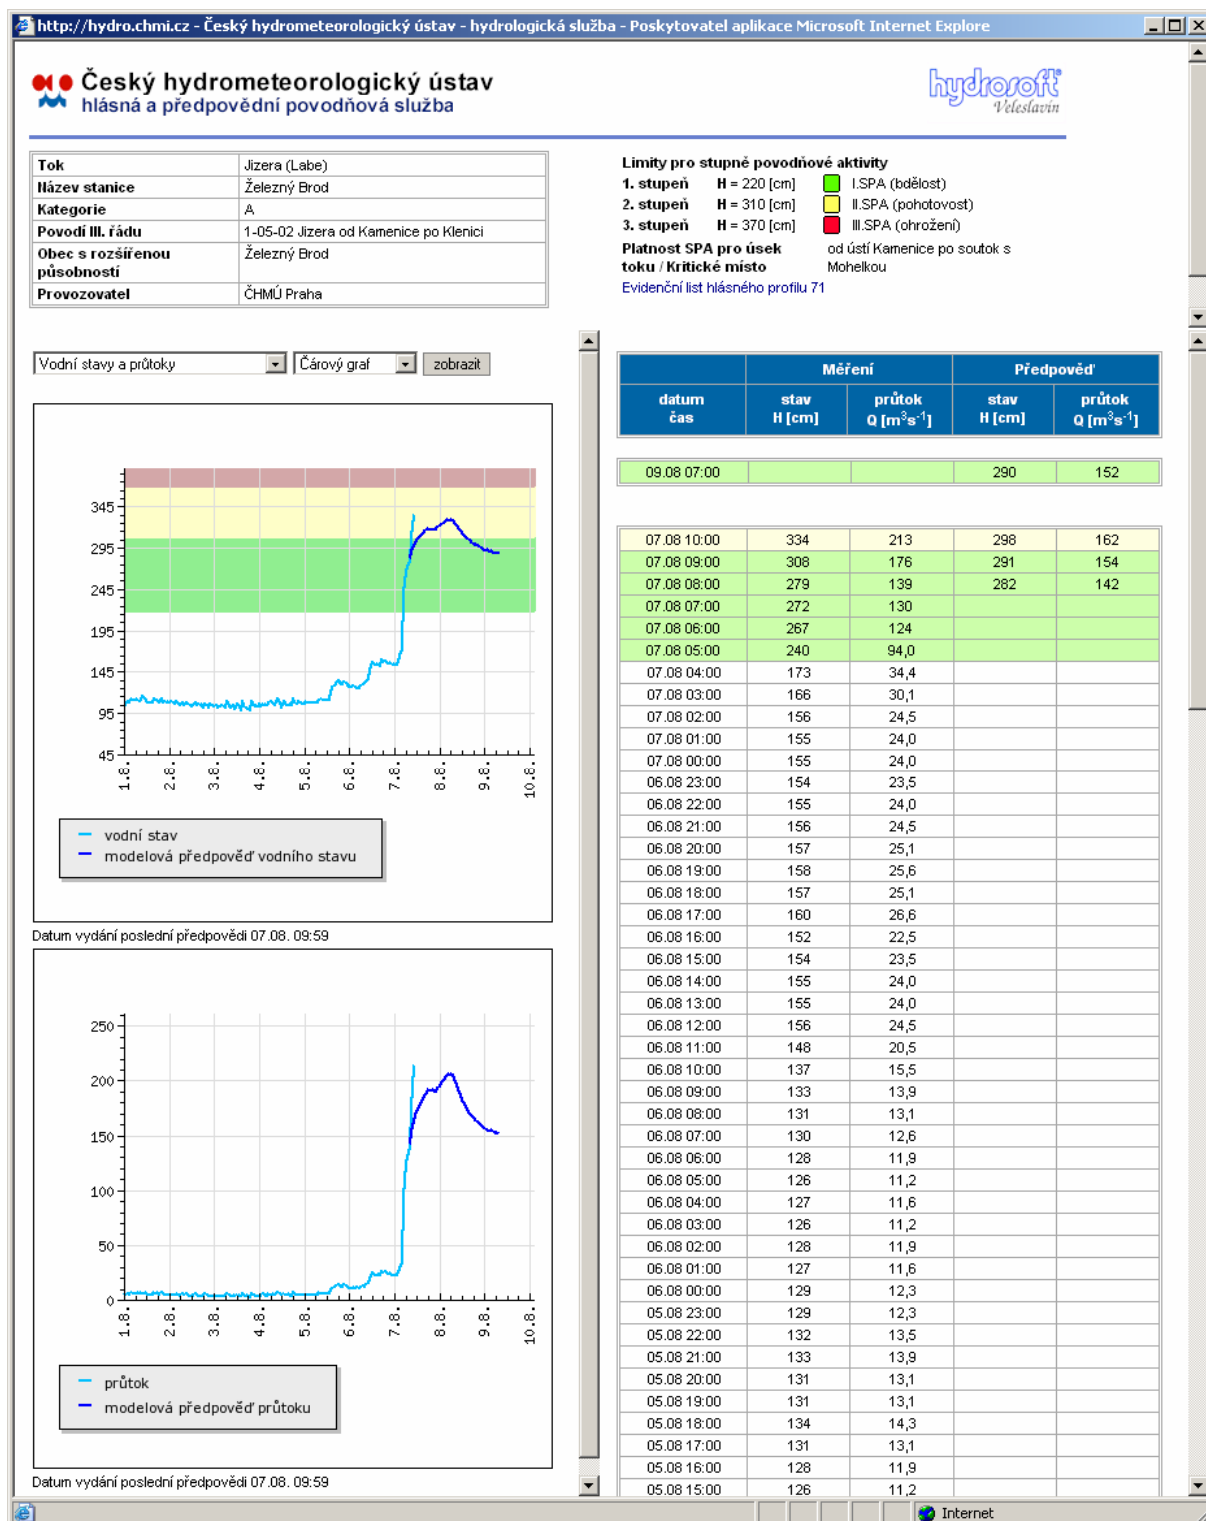 http://hydro.chmi.cz - Český hydrometeorologický ústav - hydrologická služba - Poskytovatel aplikace Microsoft Internet Explore
Český hydrometeorologický ústav
hlásná a předpovědní povodňová služba
hydrosoft
Veleslavín
Tok Jizera (Labe)
Název stanice Železný Brod
Kategorie A
Povodí III. řádu 1-05-02 Jizera od Kamenice po Klenici
Obec s rozšířenou působností Železný Brod
Provozovatel ČHMÚ Praha
Limity pro stupně povodňové aktivity
1. stupeň H = 220 [cm] I.SPA (bdělost)
2. stupeň H = 310 [cm] II.SPA (pohotovost)
3. stupeň H = 370 [cm] III.SPA (ohrožení)
Platnost SPA pro úsek od ústí Kamenice po soutok s
toku / Kritické místo Mohelkou
Evidenční list hlásného profilu 71
Vodní stavy a průtoky Čárový graf zobrazit
345
295
245
195
145
95
45
1.8. 2.8. 3.8. 4.8. 5.8. 6.8. 7.8. 8.8. 9.8. 10.8.
vodní stav
modelová předpověď vodního stavu
Datum vydání poslední předpovědi 07.08. 09:59
250
200
150
100
50
0
1.8. 2.8. 3.8. 4.8. 5.8. 6.8. 7.8. 8.8. 9.8. 10.8.
průtok
modelová předpověď průtoku
Datum vydání poslední předpovědi 07.08. 09:59
Měření Předpověď
datum stav průtok stav průtok
čas H [cm] Q [m³s⁻¹] H [cm] Q [m³s⁻¹]
09.08 07:00 290 152
07.08 10:00 334 213 298 162
07.08 09:00 308 176 291 154
07.08 08:00 279 139 282 142
07.08 07:00 272 130
07.08 06:00 267 124
07.08 05:00 240 94,0
07.08 04:00 173 34,4
07.08 03:00 166 30,1
07.08 02:00 156 24,5
07.08 01:00 155 24,0
07.08 00:00 155 24,0
06.08 23:00 154 23,5
06.08 22:00 155 24,0
06.08 21:00 156 24,5
06.08 20:00 157 25,1
06.08 19:00 158 25,6
06.08 18:00 157 25,1
06.08 17:00 160 26,6
06.08 16:00 152 22,5
06.08 15:00 154 23,5
06.08 14:00 155 24,0
06.08 13:00 155 24,0
06.08 12:00 156 24,5
06.08 11:00 148 20,5
06.08 10:00 137 15,5
06.08 09:00 133 13,9
06.08 08:00 131 13,1
06.08 07:00 130 12,6
06.08 06:00 128 11,9
06.08 05:00 126 11,2
06.08 04:00 127 11,6
06.08 03:00 126 11,2
06.08 02:00 128 11,9
06.08 01:00 127 11,6
06.08 00:00 129 12,3
05.08 23:00 129 12,3
05.08 22:00 132 13,5
05.08 21:00 133 13,9
05.08 20:00 131 13,1
05.08 19:00 131 13,1
05.08 18:00 134 14,3
05.08 17:00 131 13,1
05.08 16:00 128 11,9
05.08 15:00 126 11,2
Internet